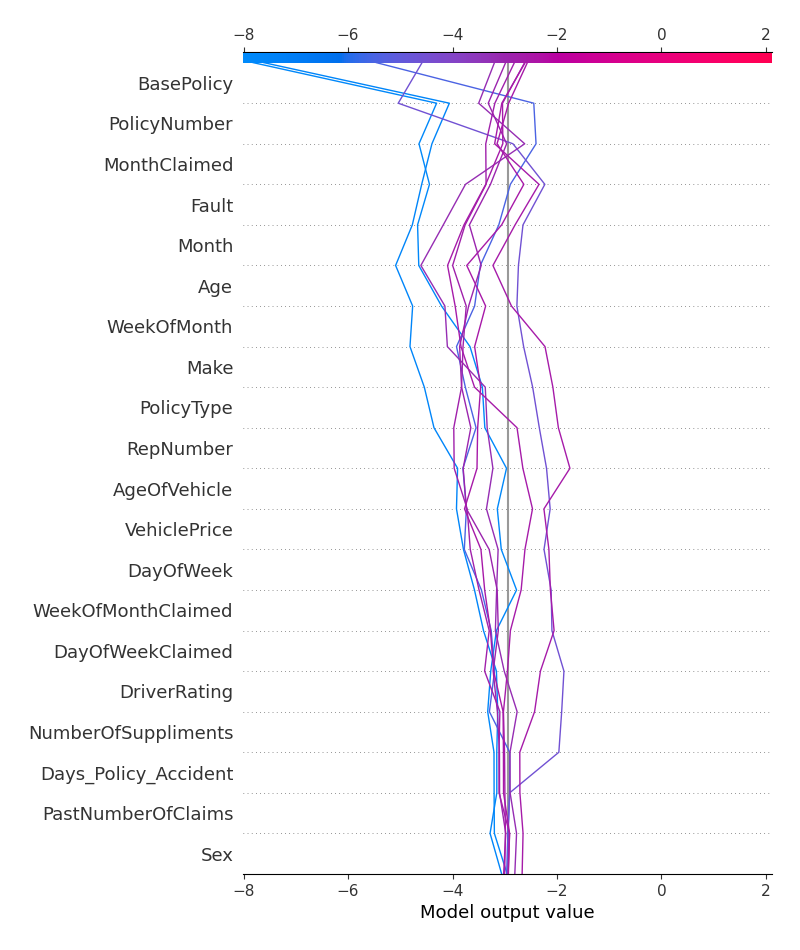 −8 −6 −4 −2 0 2
BasePolicy
PolicyNumber
MonthClaimed
Fault
Month
Age
WeekOfMonth
Make
PolicyType
RepNumber
AgeOfVehicle
VehiclePrice
DayOfWeek
WeekOfMonthClaimed
DayOfWeekClaimed
DriverRating
NumberOfSuppliments
Days_Policy_Accident
PastNumberOfClaims
Sex
−8 −6 −4 −2 0 2
Model output value